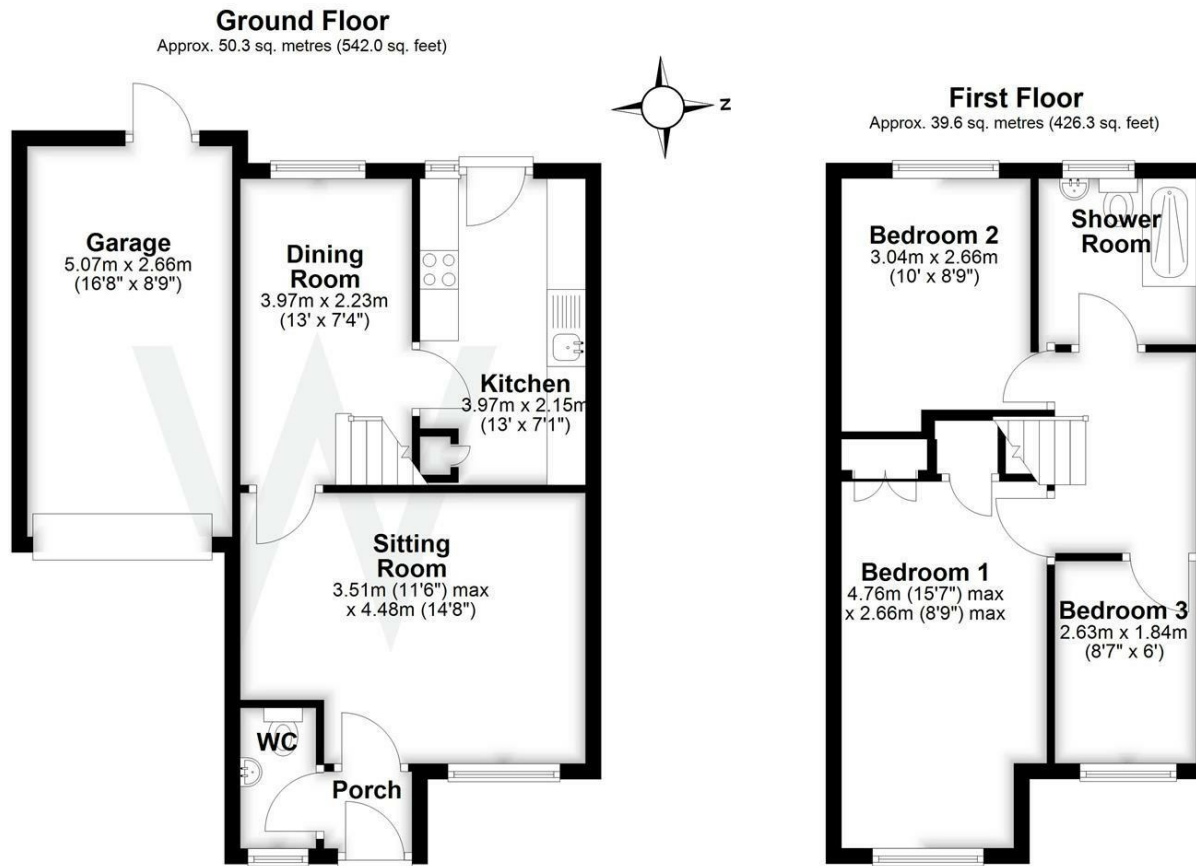 Ground Floor
Approx. 50.3 sq. metres (542.0 sq. feet)
Garage
5.07m x 2.66m
(16'8" x 8'9")
Dining
Room
3.97m x 2.23m
(13' x 7'4")
Kitchen
3.97m x 2.15m
(13' x 7'1")
Sitting
Room
3.51m (11'6") max
x 4.48m (14'8")
WC
Porch
Z
First Floor
Approx. 39.6 sq. metres (426.3 sq. feet)
Bedroom 2
3.04m x 2.66m
(10' x 8'9")
Shower
Room
Bedroom 1
4.76m (15'7") max
x 2.66m (8'9") max
Bedroom 3
2.63m x 1.84m
(8'7" x 6')
W